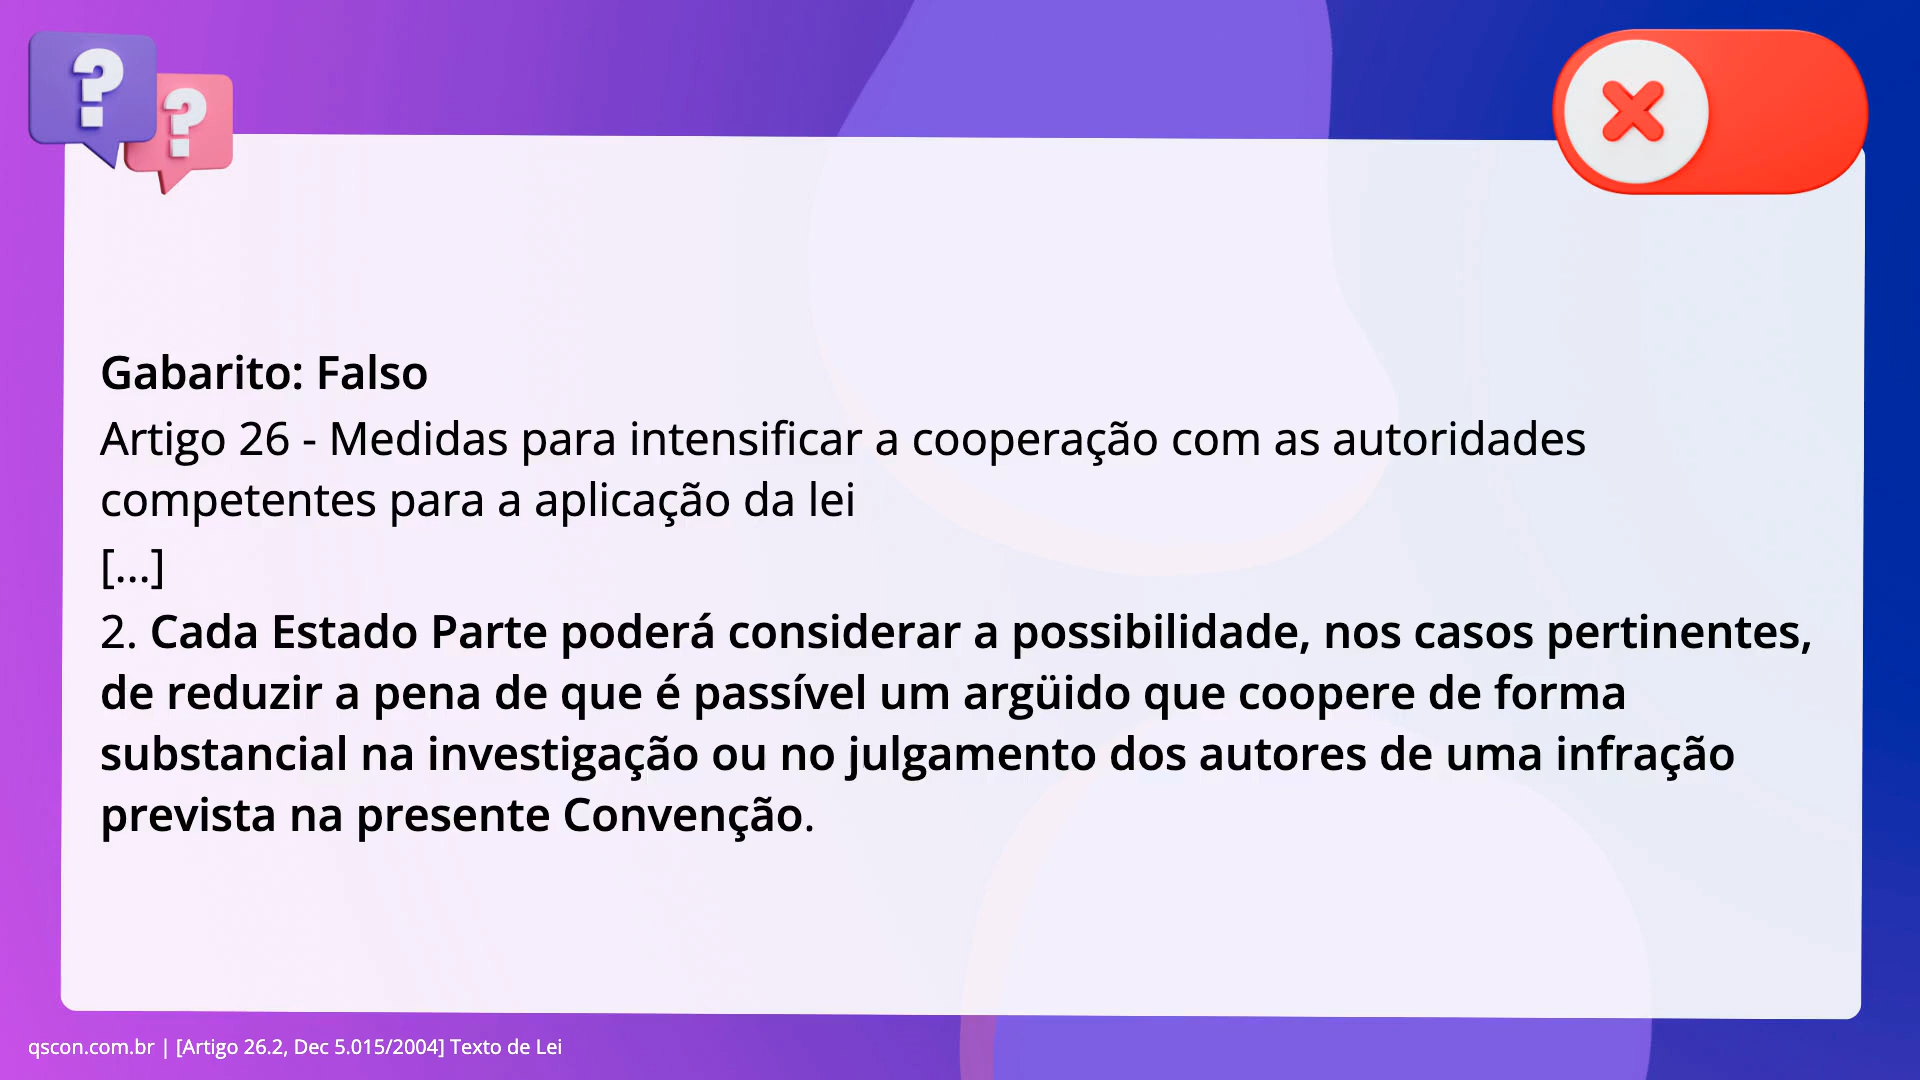 ?
?
Gabarito: Falso
Artigo 26 - Medidas para intensificar a cooperação com as autoridades
competentes para a aplicação da lei
[...]
2. Cada Estado Parte poderá considerar a possibilidade, nos casos pertinentes,
de reduzir a pena de que é passível um argüido que coopere de forma
substancial na investigação ou no julgamento dos autores de uma infração
prevista na presente Convenção.
qscon.com.br | [Artigo 26.2, Dec 5.015/2004] Texto de Lei